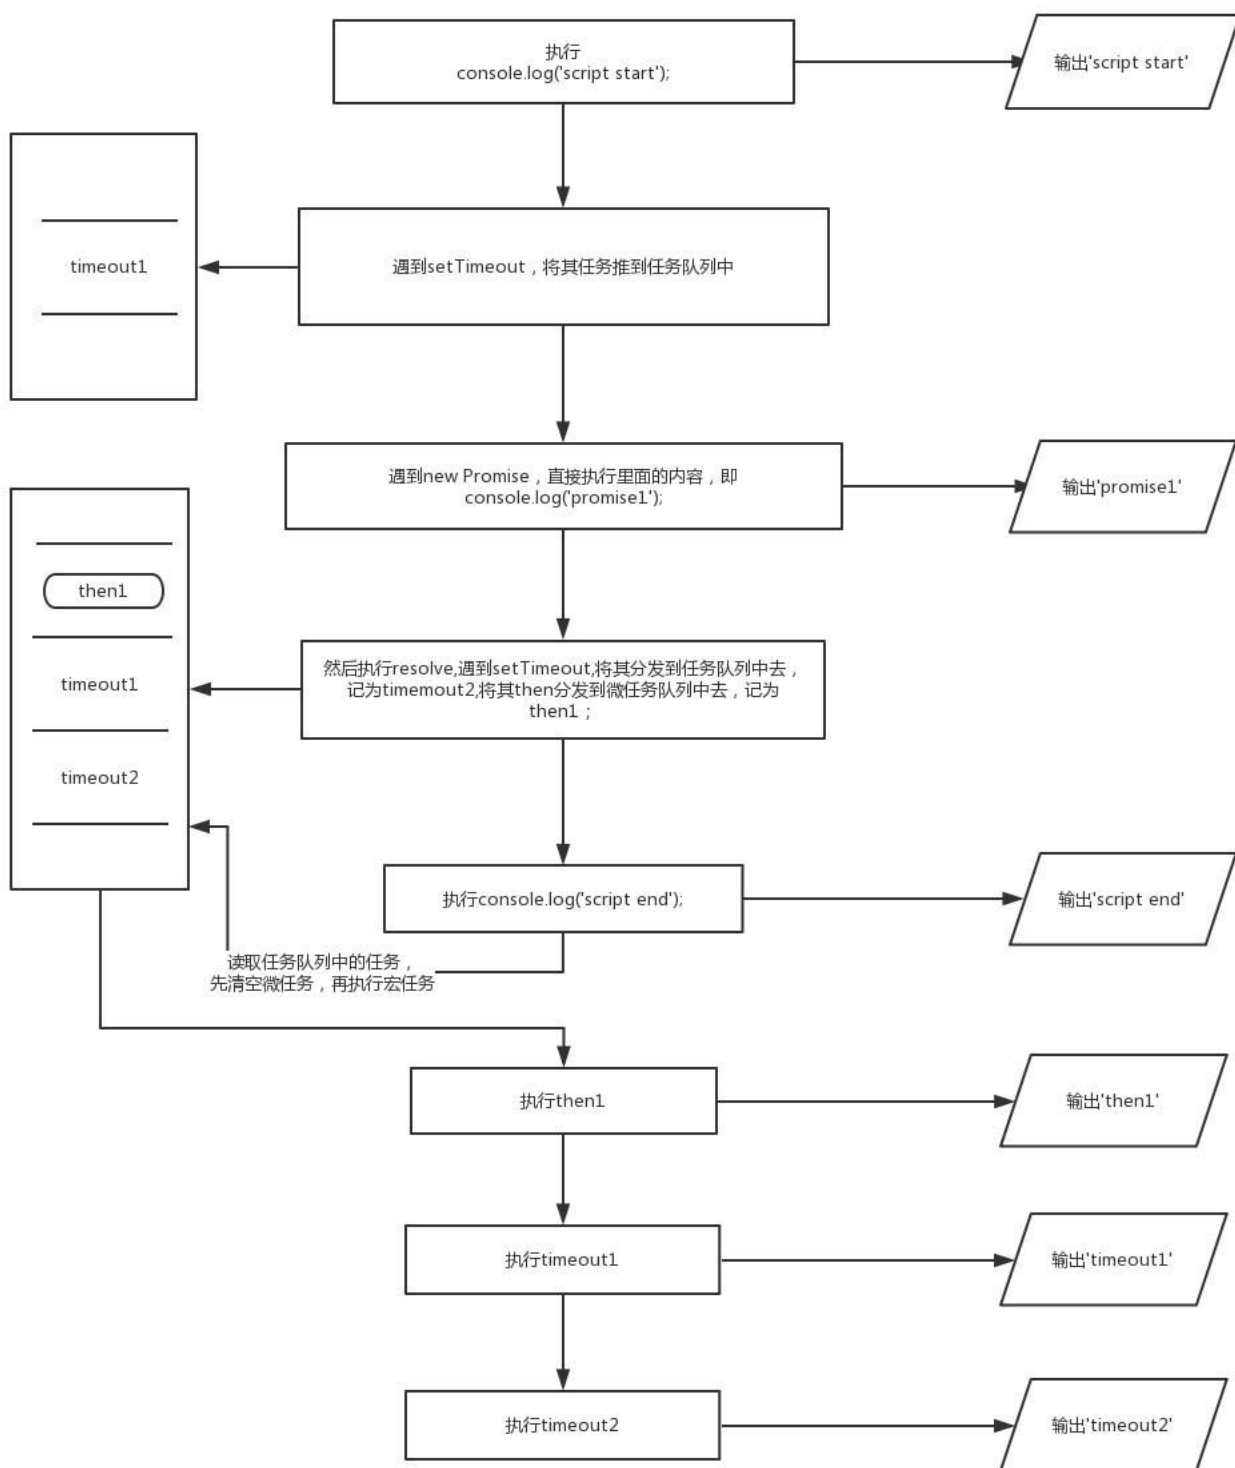 执行
console.log('script start');
输出'script start'
timeout1
遇到setTimeout，将其任务推到任务队列中
遇到new Promise，直接执行里面的内容，即
console.log('promise1');
输出'promise1'
then1
timeout1
timeout2
然后执行resolve,遇到setTimeout,将其分发到任务队列中去，
记为timemout2,将其then分发到微任务队列中去，记为
then1；
执行console.log('script end');
输出'script end'
读取任务队列中的任务，
先清空微任务，再执行宏任务
执行then1
输出'then1'
执行timeout1
输出'timeout1'
执行timeout2
输出'timeout2'